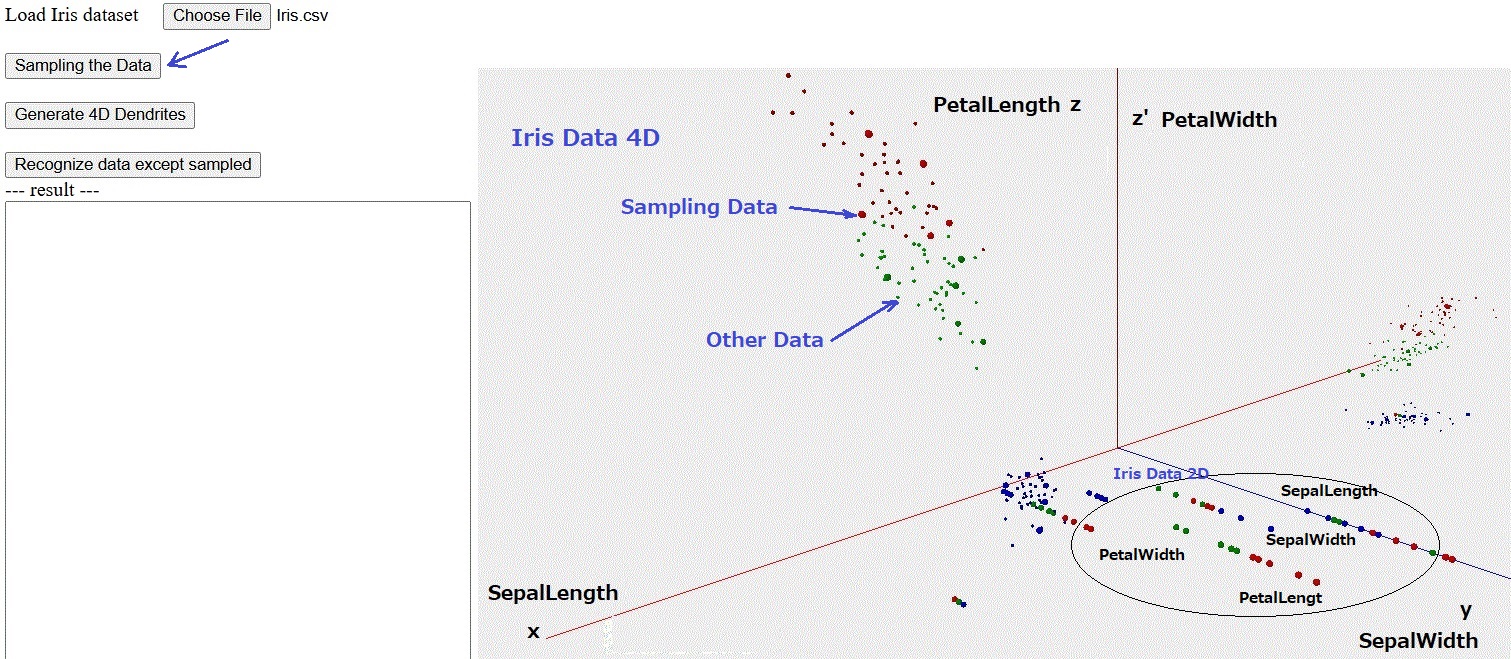 Load Iris dataset Choose File Iris.csv
Sampling the Data
Generate 4D Dendrites
Recognize data except sampled
--- result ---
PetalLength z
z' PetalWidth
Iris Data 4D
Sampling Data
Other Data
Iris Data 2D
SepalLength
SepalWidth
PetalWidth
PetalLengt
SepalLength
x
y
SepalWidth